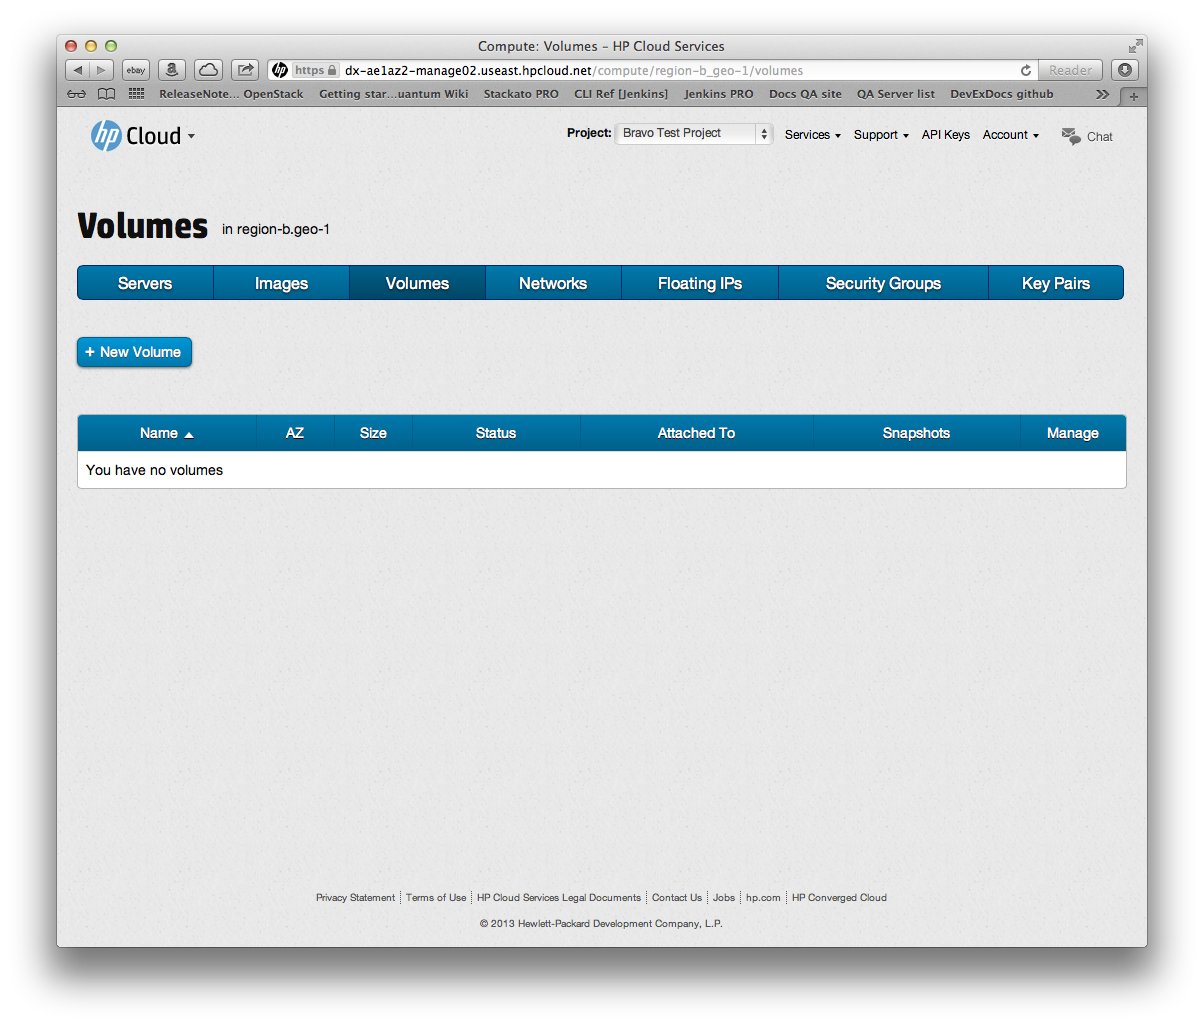 Compute: Volumes – HP Cloud Services
ebay a hp https dx-ae1az2-manage02.useast.hpcloud.net/compute/region-b_geo-1/volumes Reader
ReleaseNote... OpenStack Getting star...uantum Wiki Stackato PRO CLI Ref [Jenkins] Jenkins PRO Docs QA site QA Server list DevExDocs github
hp Cloud Project: Bravo Test Project Services Support API Keys Account Chat
Volumes in region-b.geo-1
Servers Images Volumes Networks Floating IPs Security Groups Key Pairs
+ New Volume
Name AZ Size Status Attached To Snapshots Manage
You have no volumes
Privacy Statement Terms of Use HP Cloud Services Legal Documents Contact Us Jobs hp.com HP Converged Cloud
© 2013 Hewlett-Packard Development Company, L.P.